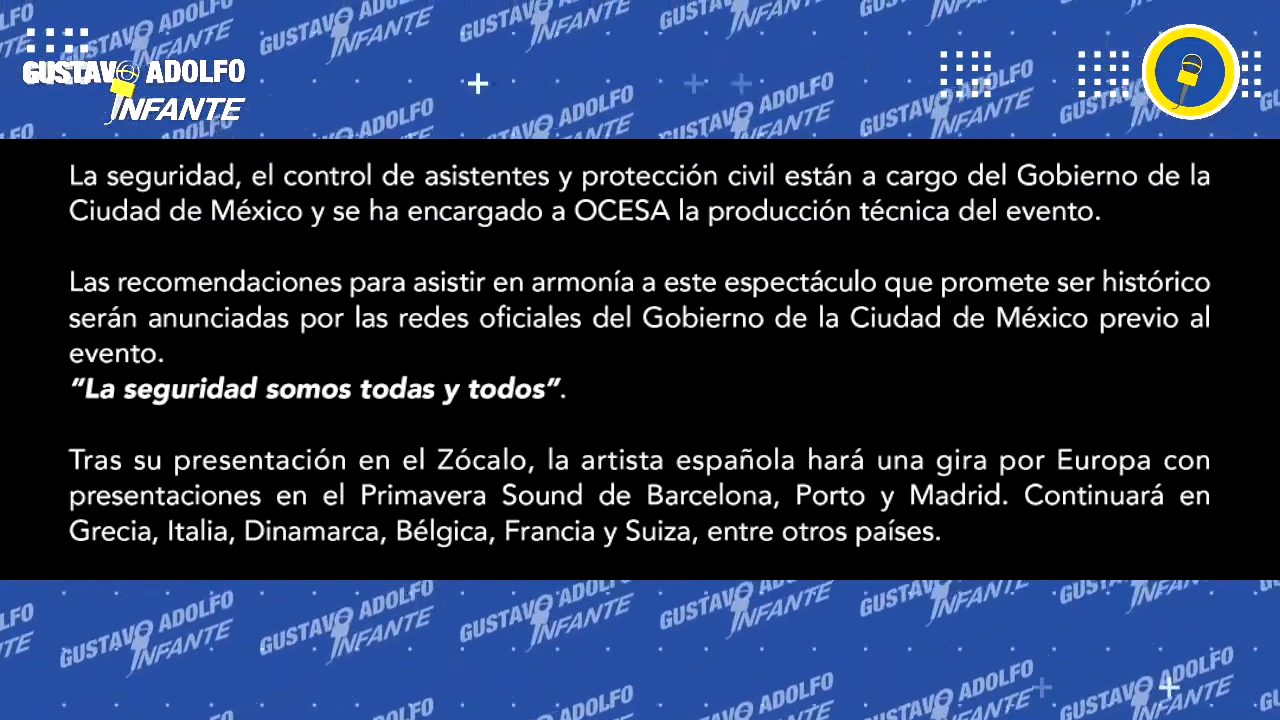 GUSTAVO ADOLFO
INFANTE
La seguridad, el control de asistentes y protección civil están a cargo del Gobierno de la
Ciudad de México y se ha encargado a OCESA la producción técnica del evento.
Las recomendaciones para asistir en armonía a este espectáculo que promete ser histórico
serán anunciadas por las redes oficiales del Gobierno de la Ciudad de México previo al
evento.
“La seguridad somos todas y todos”.
Tras su presentación en el Zócalo, la artista española hará una gira por Europa con
presentaciones en el Primavera Sound de Barcelona, Porto y Madrid. Continuará en
Grecia, Italia, Dinamarca, Bélgica, Francia y Suiza, entre otros países.